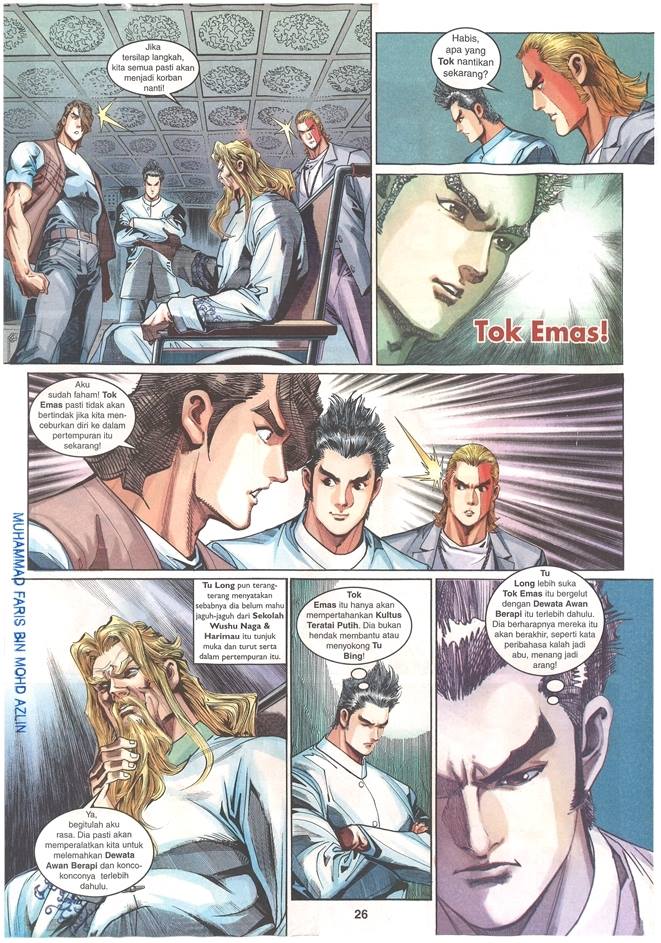 Jika
tersilap langkah,
kita semua pasti akan
menjadi korban
nanti!
Habis,
apa yang
Tok nantikan
sekarang?
Tok Emas!
Aku
sudah faham! Tok
Emas pasti tidak akan
bertindak jika kita men-
ceburkan diri ke dalam
pertempuran itu
sekarang!
Tu Long pun terang-
terang menyatakan
sebabnya dia belum mahu
jaguh-jaguh dari Sekolah
Wushu Naga &
Harimau itu tunjuk
muka dan turut serta
dalam pertempuran itu.
Ya,
begitulah aku
rasa. Dia pasti akan
memperalatkan kita untuk
melemahkan Dewata
Awan Berapi dan konco-
konconya terlebih
dahulu.
Tok
Emas itu hanya akan
mempertahankan Kultus
Teratai Putih. Dia bukan
hendak membantu atau
menyokong Tu
Bing!
Tu
Long lebih suka
Tok Emas itu bergelut
dengan Dewata Awan
Berapi itu terlebih dahulu.
Dia berharapnya mereka itu
akan berakhir, seperti kata
peribahasa kalah jadi
abu, menang jadi
arang!
MUHAMMAD FARIS BIN MOHD AZLIN
26